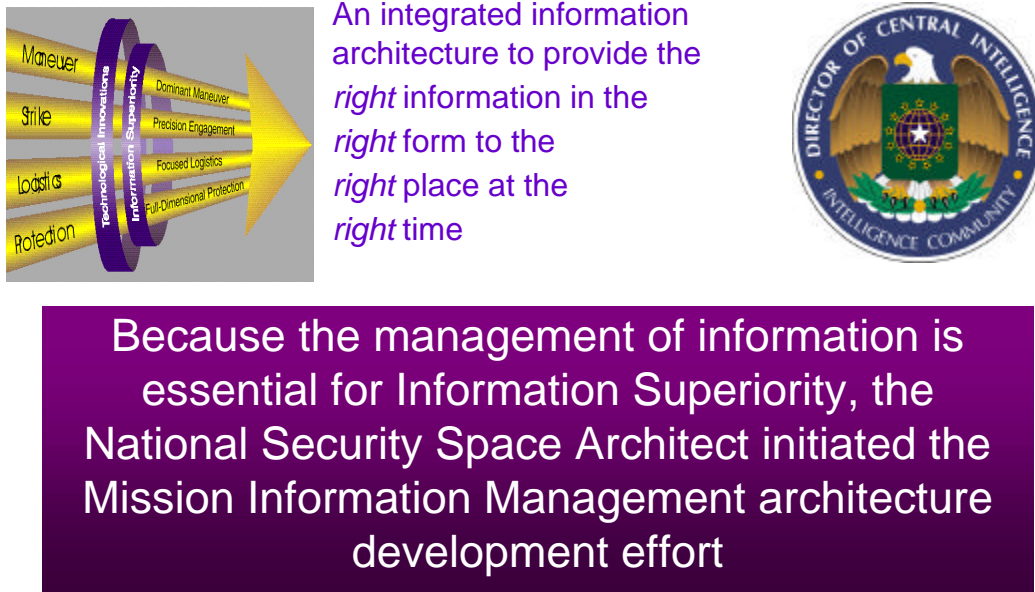 Maneuver
Strike
Logistics
Protection
Technological Innovations
Information Superiority
Dominant Maneuver
Precision Engagement
Focused Logistics
Full-Dimensional Protection
An integrated information
architecture to provide the
right information in the
right form to the
right place at the
right time
DIRECTOR OF CENTRAL INTELLIGENCE
INTELLIGENCE COMMUNITY
Because the management of information is
essential for Information Superiority, the
National Security Space Architect initiated the
Mission Information Management architecture
development effort